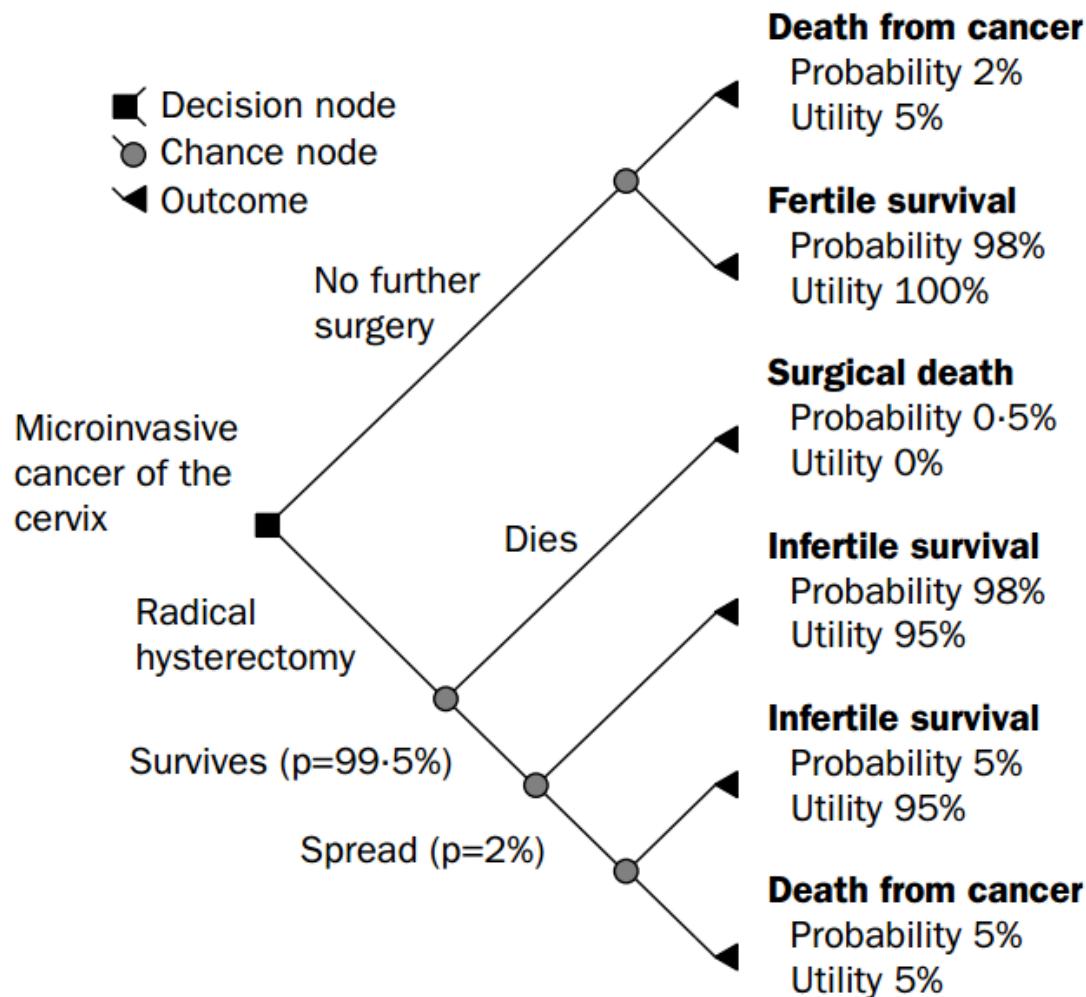 Decision node
Chance node
Outcome
Microinvasive
cancer of the
cervix
No further
surgery
Radical
hysterectomy
Dies
Survives (p=99·5%)
Spread (p=2%)
Death from cancer
Probability 2%
Utility 5%
Fertile survival
Probability 98%
Utility 100%
Surgical death
Probability 0·5%
Utility 0%
Infertile survival
Probability 98%
Utility 95%
Infertile survival
Probability 5%
Utility 95%
Death from cancer
Probability 5%
Utility 5%